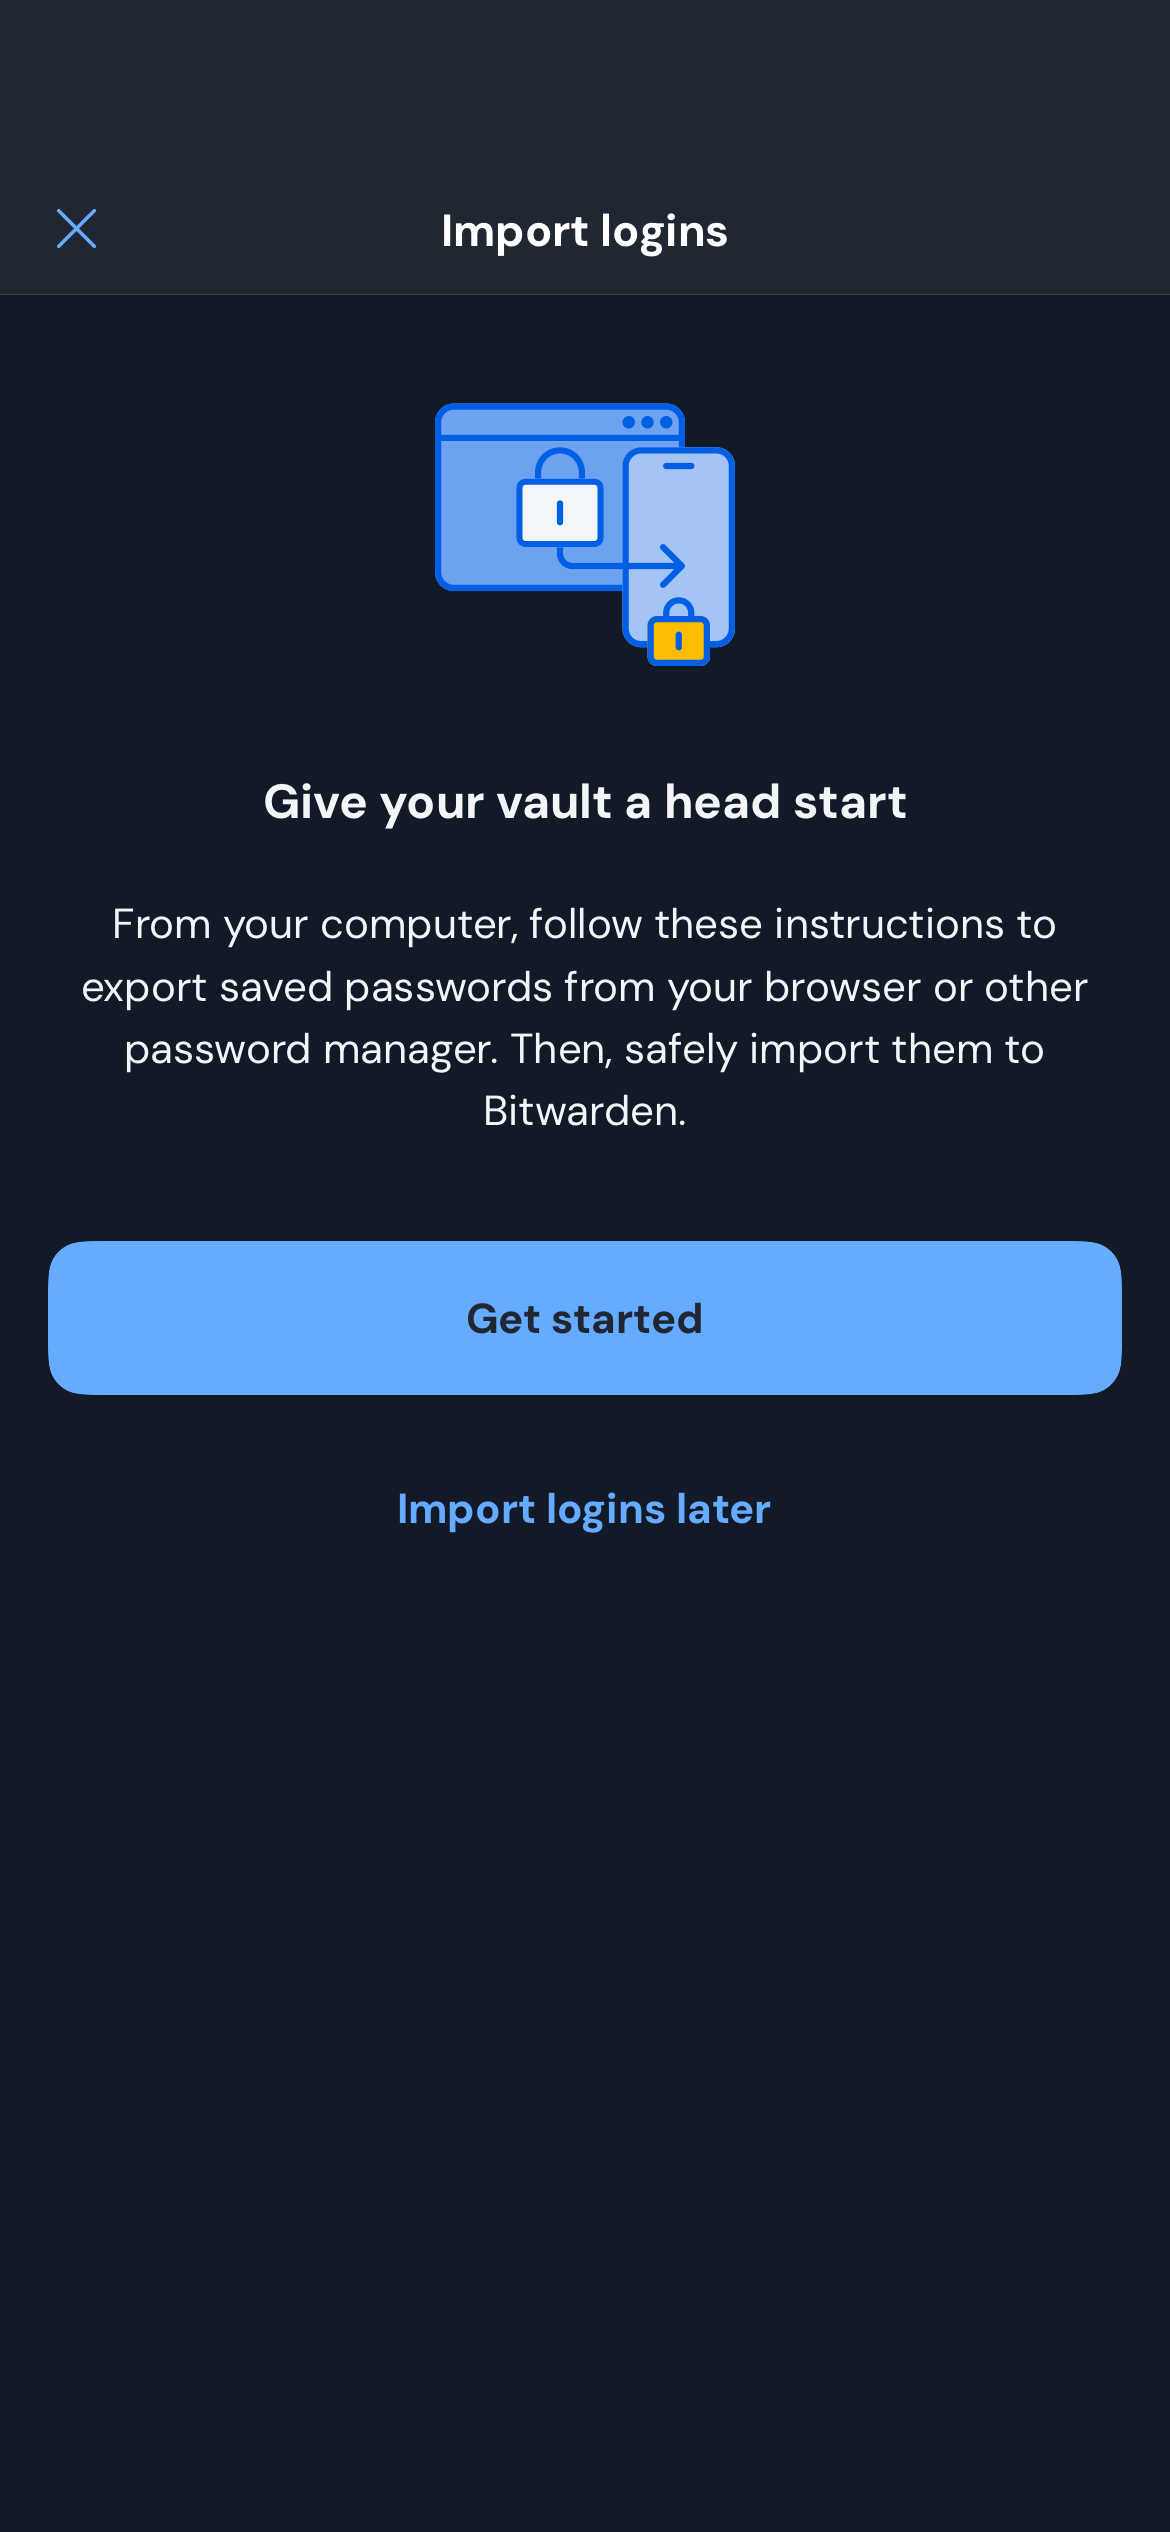 Import logins
Give your vault a head start
From your computer, follow these instructions to
export saved passwords from your browser or other
password manager. Then, safely import them to
Bitwarden.
Get started
Import logins later